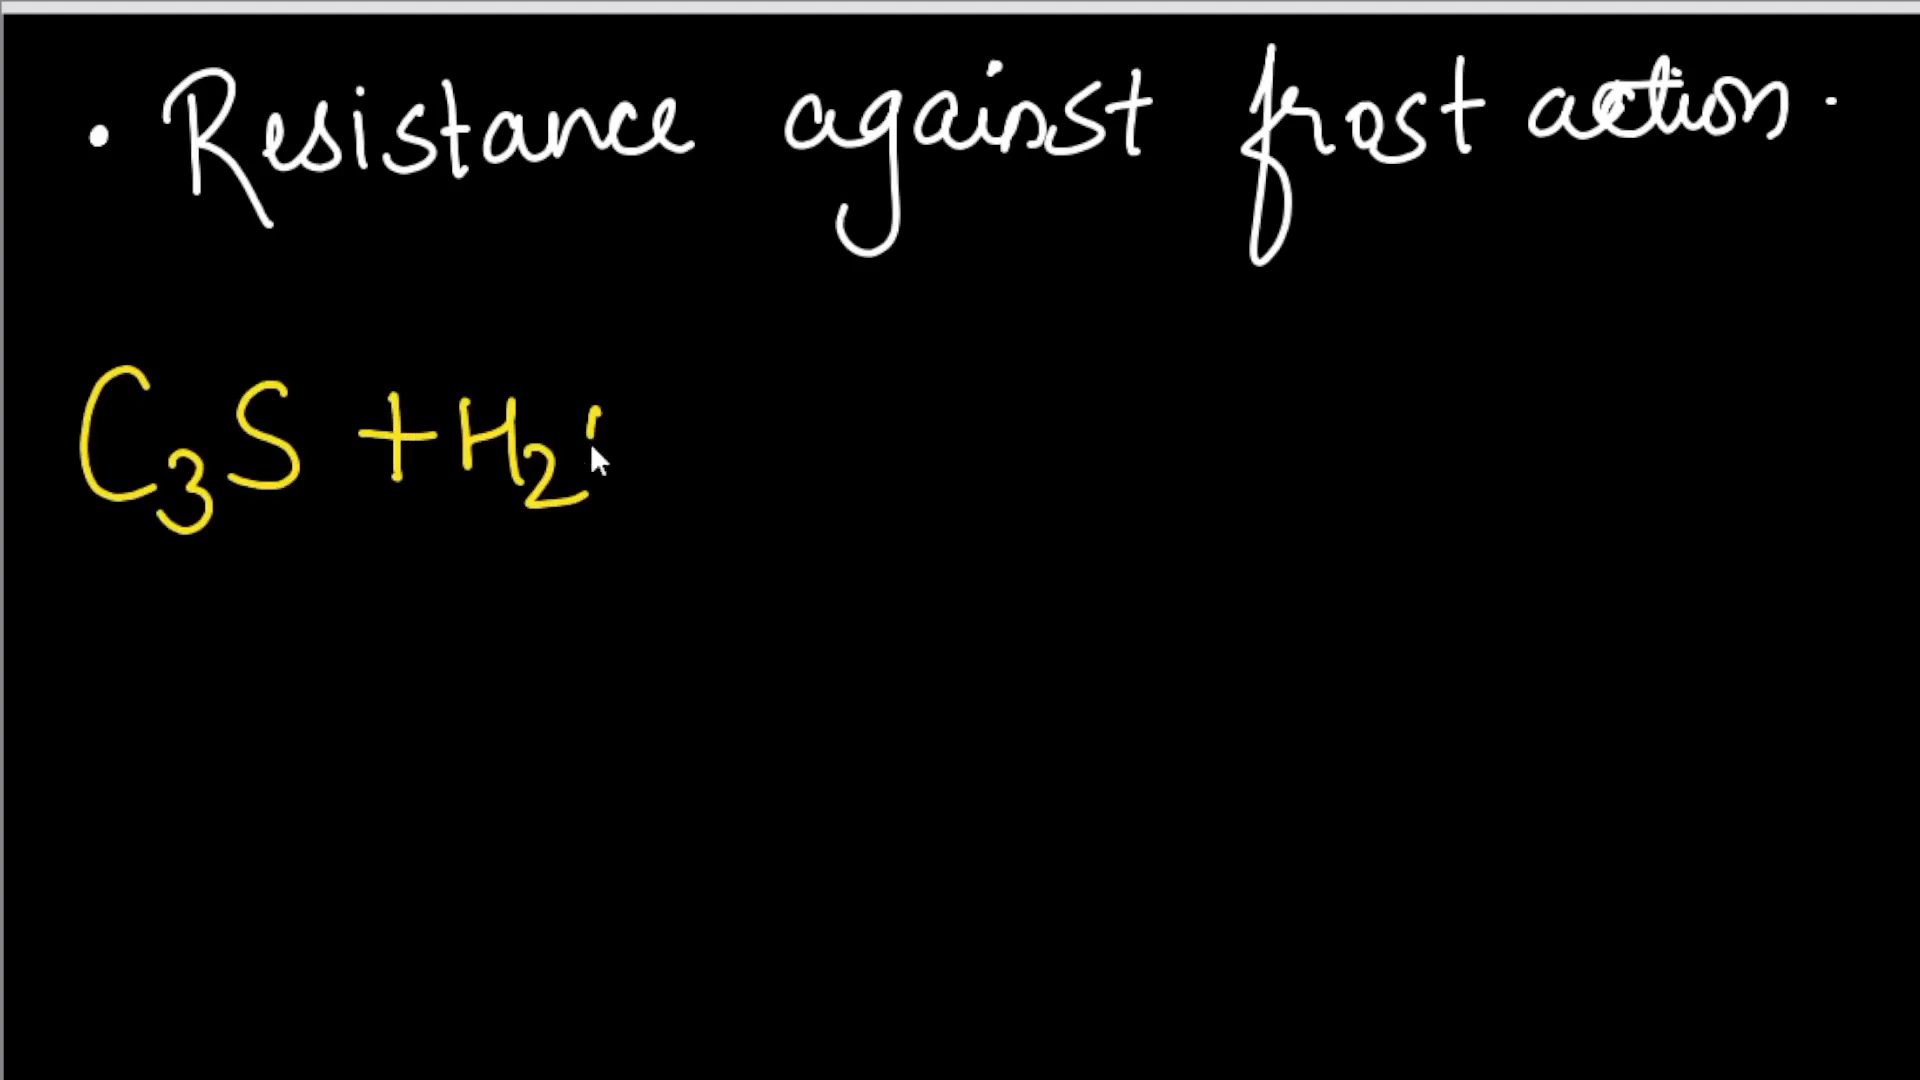 • Resistance against frost action.
C₃S + H₂